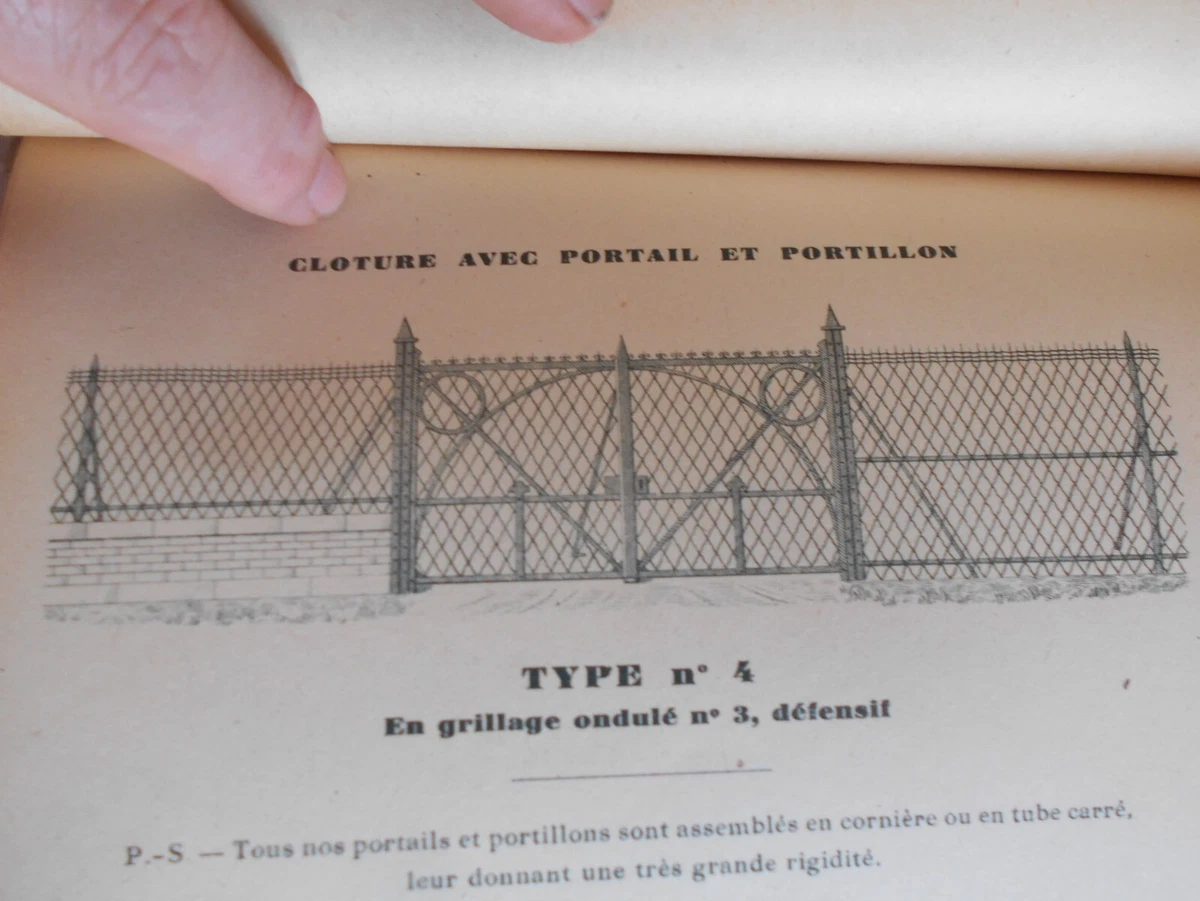 CLOTURE AVEC PORTAIL ET PORTILLON
TYPE n° 4
En grillage ondulé n° 3, défensif
P.-S — Tous nos portails et portillons sont assemblés en cornière ou en tube carré,
leur donnant une très grande rigidité.